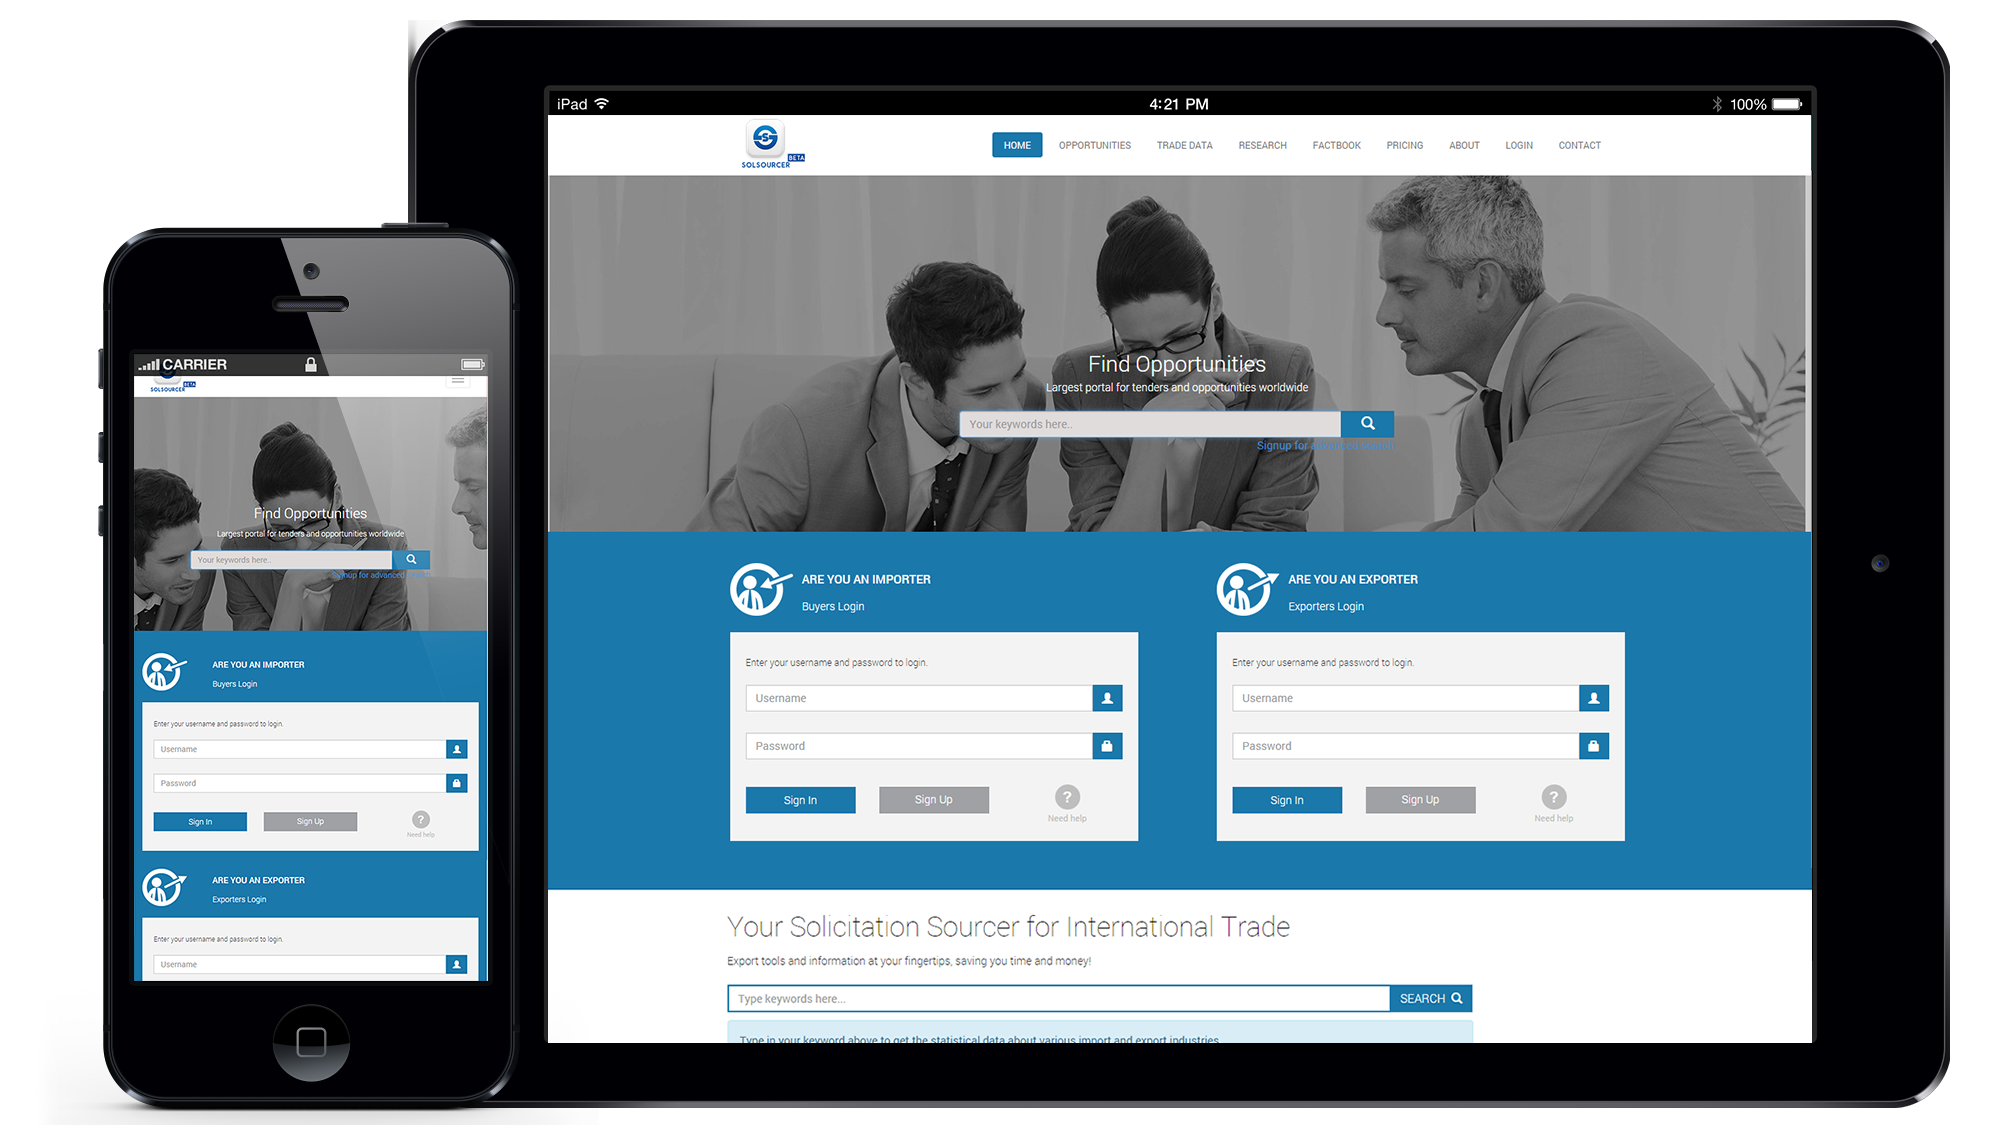 iPad
4:21 PM
100%
SOLSOURCER BETA
HOME
OPPORTUNITIES
TRADE DATA
RESEARCH
FACTBOOK
PRICING
ABOUT
LOGIN
CONTACT
Find Opportunities
Largest portal for tenders and opportunities worldwide
Your keywords here..
Signup for advanced search
ARE YOU AN IMPORTER
Buyers Login
Enter your username and password to login.
Username
Password
Sign In
Sign Up
?
Need help
ARE YOU AN EXPORTER
Exporters Login
Enter your username and password to login.
Username
Password
Sign In
Sign Up
?
Need help
Your Solicitation Sourcer for International Trade
Export tools and information at your fingertips, saving you time and money!
Type keywords here...
SEARCH
Type in your keyword above to get the statistical data about various import and export industries
CARRIER
SOLSOURCER BETA
Find Opportunities
Largest portal for tenders and opportunities worldwide
Your keywords here..
Signup for advanced search
ARE YOU AN IMPORTER
Buyers Login
Enter your username and password to login.
Username
Password
Sign In
Sign Up
?
Need help
ARE YOU AN EXPORTER
Exporters Login
Enter your username and password to login.
Username